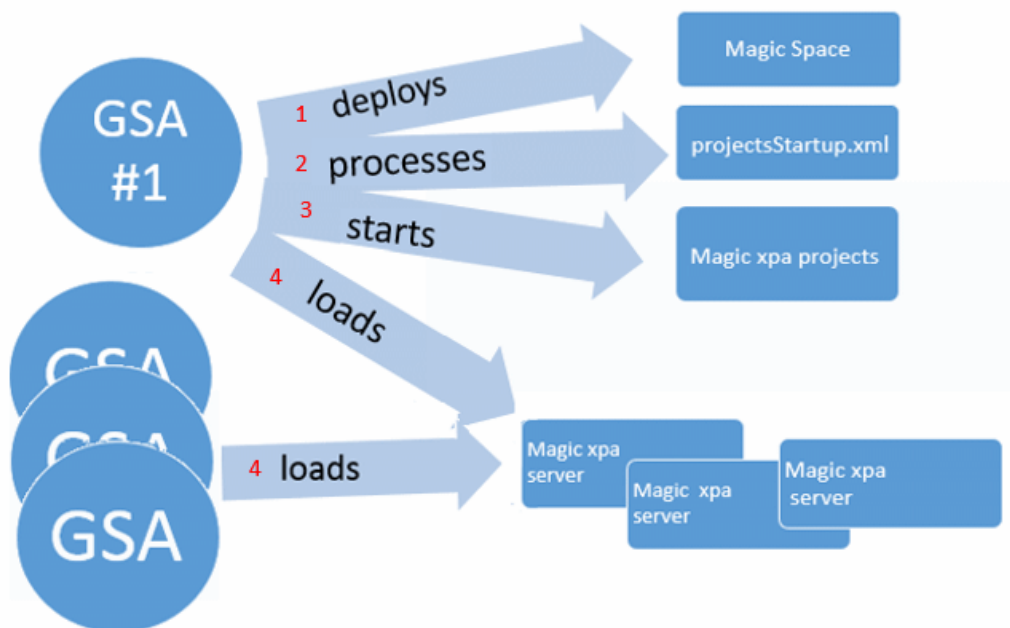 GSA
#1
1 deploys
Magic Space
2 processes
projectsStartup.xml
3 starts
Magic xpa projects
4 loads
GSA
GSA
GSA
4 loads
Magic xpa
server
Magic xpa
server
Magic xpa
server